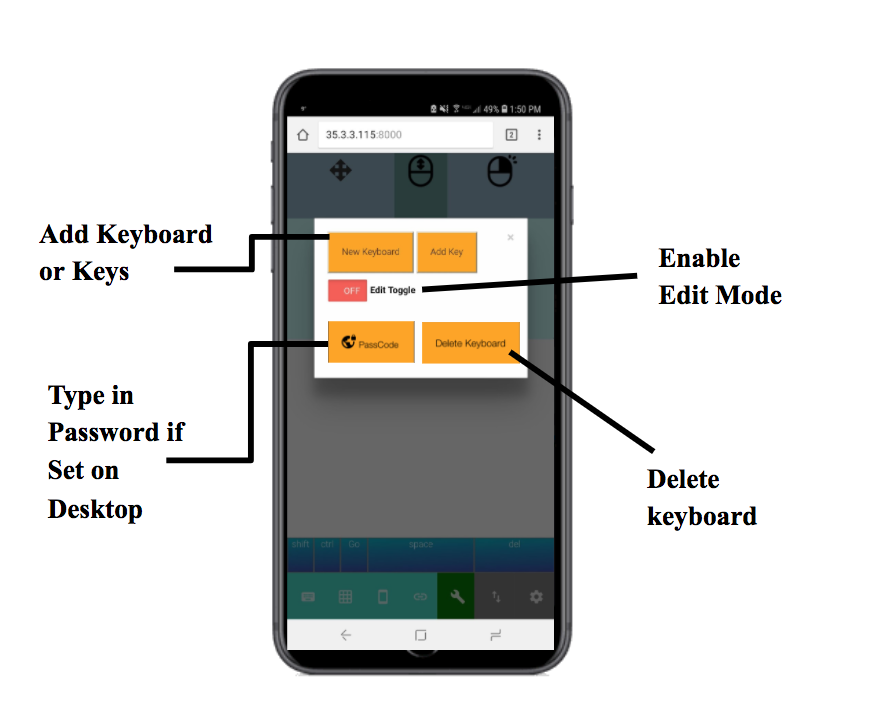 49% 1:50 PM
35.3.3.115:8000
2
Add Keyboard
or Keys
New Keyboard
Add Key
×
OFF Edit Toggle
Enable
Edit Mode
PassCode
Delete Keyboard
Type in
Password if
Set on
Desktop
Delete
keyboard
shift ctrl Go space del